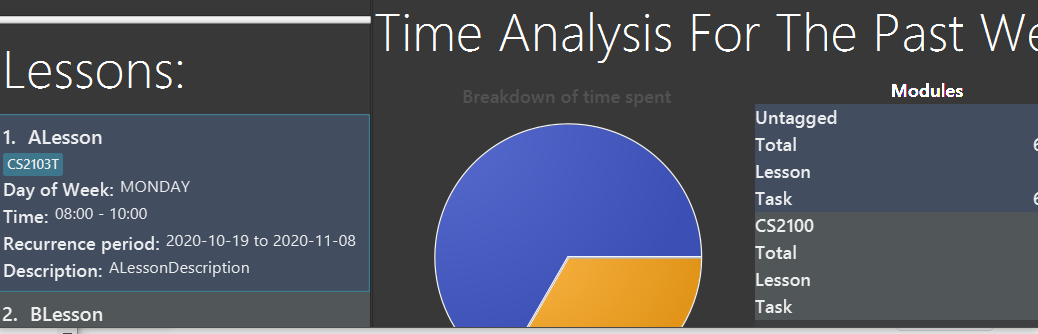 Lessons:
1. ALesson
CS2103T
Day of Week: MONDAY
Time: 08:00 - 10:00
Recurrence period: 2020-10-19 to 2020-11-08
Description: ALessonDescription
2. BLesson
Time Analysis For The Past We
Breakdown of time spent
Modules
Untagged
Total
Lesson
Task
CS2100
Total
Lesson
Task